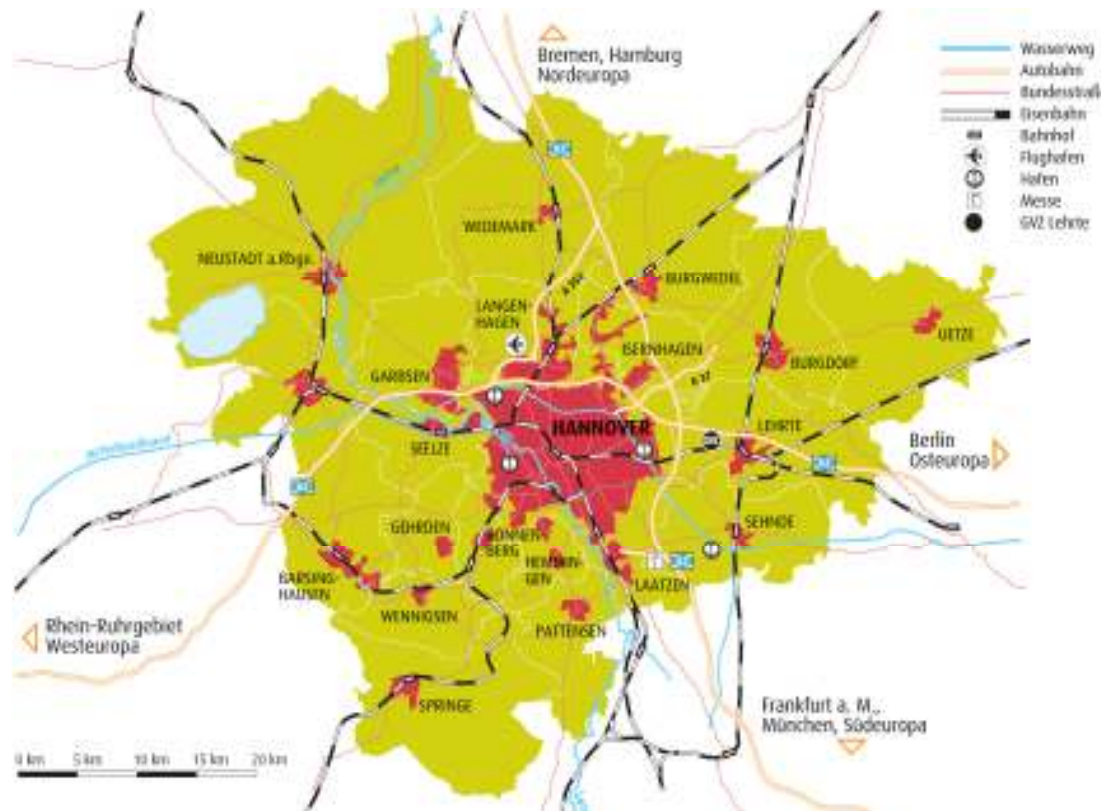 Bremen, Hamburg
Nordeuropa
Wasserweg
Autobahn
Bundesstraße
Eisenbahn
Bahnhof
Flughafen
Hafen
Messe
GVZ Lehrte
WEDEMARK
NEUSTADT a.Rbge.
BURGWEDEL
LANGEN-
HAGEN
UETZE
ISERNHAGEN
BURGDORF
GARBSEN
HANNOVER
LEHRTE
SEELZE
Berlin
Osteuropa
GEHRDEN
RONNEN-
BERG
SEHNDE
HEMMIN-
GEN
BARSING-
HAUSEN
LAATZEN
WENNIGSEN
PATTENSEN
Rhein-Ruhrgebiet
Westeuropa
SPRINGE
Frankfurt a. M.,
München, Südeuropa
0 km 5 km 10 km 15 km 20 km